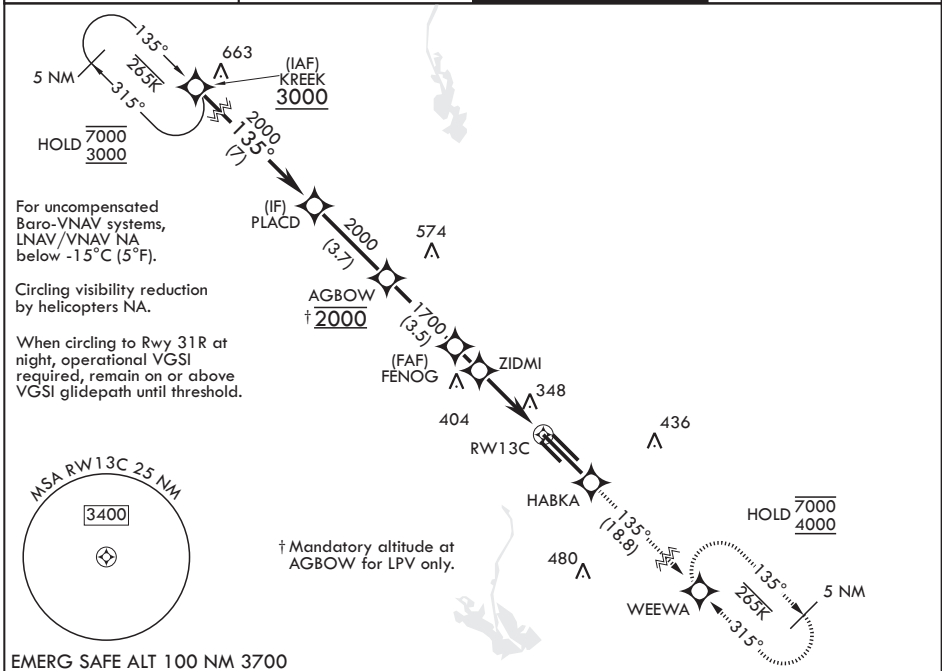 135°
663
(IAF)
KREEK
3000
265K
5 NM
315°
2000
135°
(7)
HOLD 7000
3000
(IF)
PLACD
For uncompensated
Baro-VNAV systems,
LNAV/VNAV NA
below -15°C (5°F).
2000
(3.7)
574
Circling visibility reduction
by helicopters NA.
AGBOW
† 2000
1700
(3.5)
When circling to Rwy 31R at
night, operational VGSI
required, remain on or above
VGSI glidepath until threshold.
(FAF)
FENOG
ZIDMI
348
404
436
RW13C
MSA RW13C 25 NM
3400
HABKA
HOLD 7000
4000
135°
(18.8)
† Mandatory altitude at
AGBOW for LPV only.
480
135°
265K
5 NM
WEEWA
315°
EMERG SAFE ALT 100 NM 3700